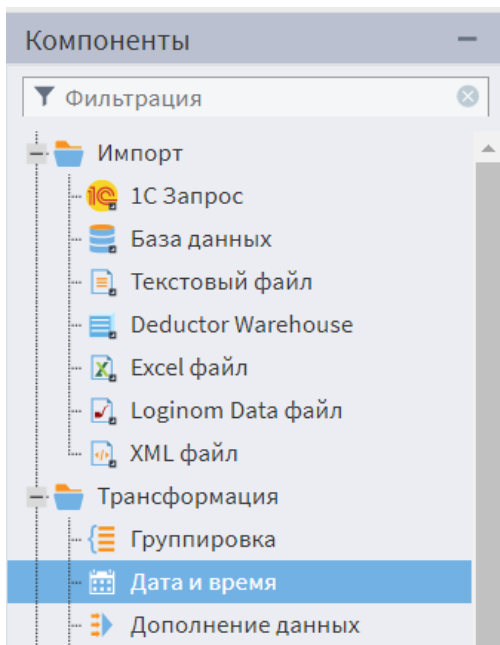 Компоненты
Фильтрация
Импорт
1С Запрос
База данных
Текстовый файл
Deductor Warehouse
Excel файл
Loginom Data файл
XML файл
Трансформация
Группировка
Дата и время
Дополнение данных